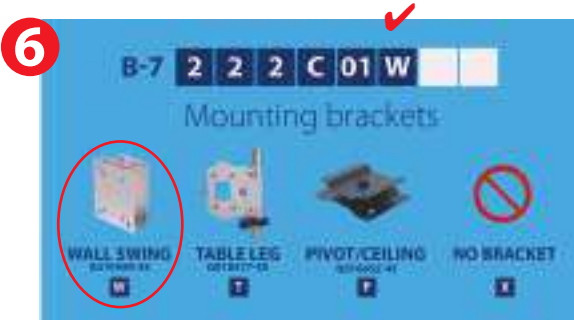 6
B-7 2 2 2 C 01 W
Mounting brackets
WALL SWING TABLE LEG PIVOT/CEILING NO BRACKET
W T P X